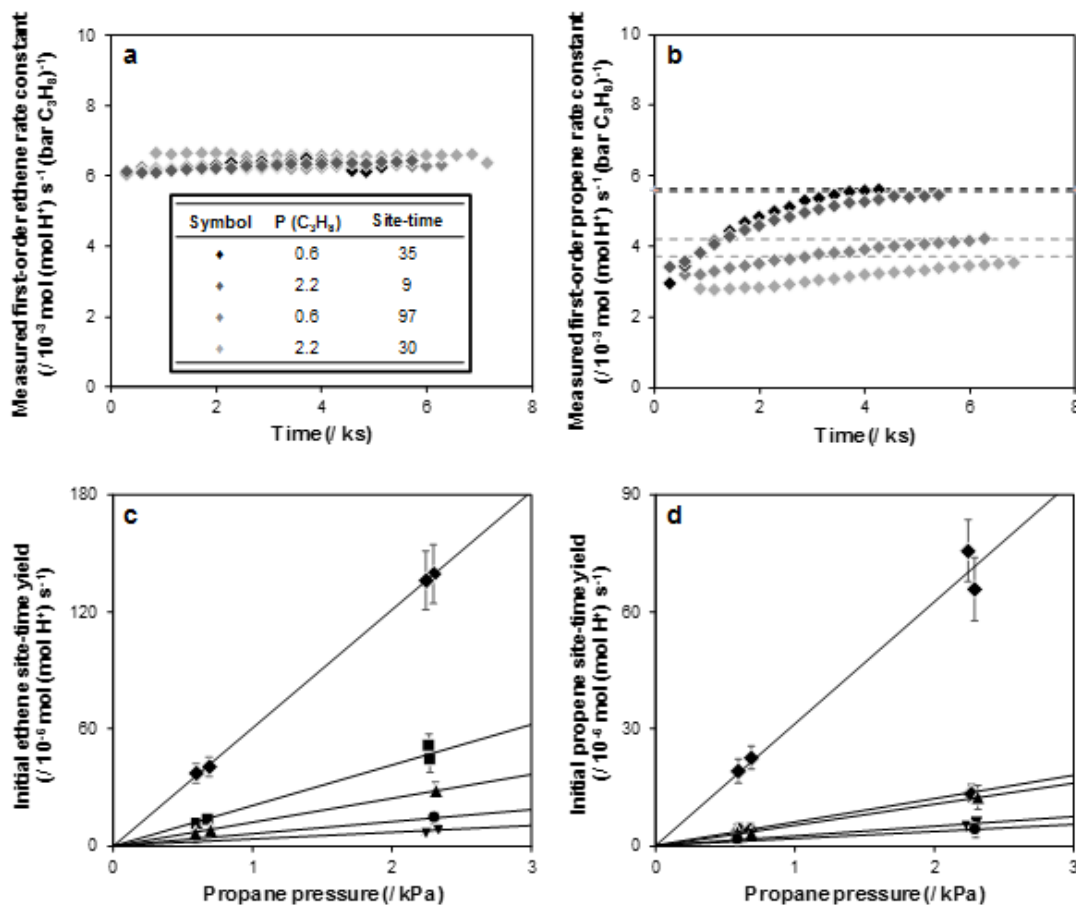 a
Measured first-order ethene rate constant
(/ 10⁻³ mol (mol H⁺) s⁻¹ (bar C₃H₈)⁻¹)
10
8
6
4
2
0
Symbol P (C₃H₈) Site-time
0.6 35
2.2 9
0.6 97
2.2 30
0 2 4 6 8
Time (/ ks)
b
Measured first-order propene rate constant
(/ 10⁻³ mol (mol H⁺) s⁻¹ (bar C₃H₈)⁻¹)
10
8
6
4
2
0
0 2 4 6 8
Time (/ ks)
c
Initial ethene site-time yield
(/ 10⁻⁶ mol (mol H⁺) s⁻¹)
180
120
60
0
0 1 2 3
Propane pressure (/ kPa)
d
Initial propene site-time yield
(/ 10⁻⁶ mol (mol H⁺) s⁻¹)
90
60
30
0
0 1 2 3
Propane pressure (/ kPa)